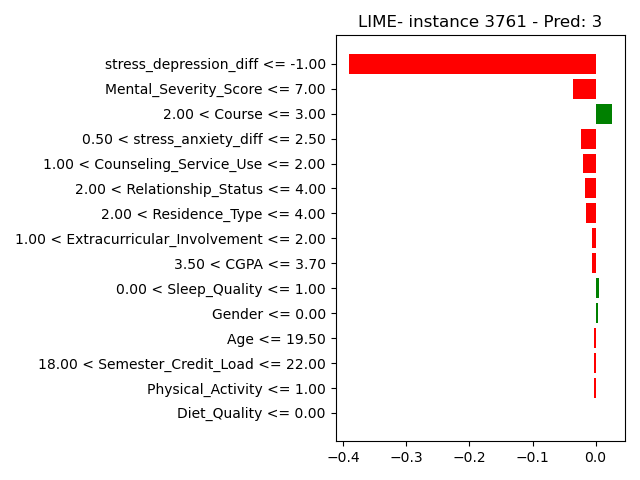 LIME- instance 3761 - Pred: 3
stress_depression_diff <= -1.00
Mental_Severity_Score <= 7.00
2.00 < Course <= 3.00
0.50 < stress_anxiety_diff <= 2.50
1.00 < Counseling_Service_Use <= 2.00
2.00 < Relationship_Status <= 4.00
2.00 < Residence_Type <= 4.00
1.00 < Extracurricular_Involvement <= 2.00
3.50 < CGPA <= 3.70
0.00 < Sleep_Quality <= 1.00
Gender <= 0.00
Age <= 19.50
18.00 < Semester_Credit_Load <= 22.00
Physical_Activity <= 1.00
Diet_Quality <= 0.00
−0.4 −0.3 −0.2 −0.1 0.0